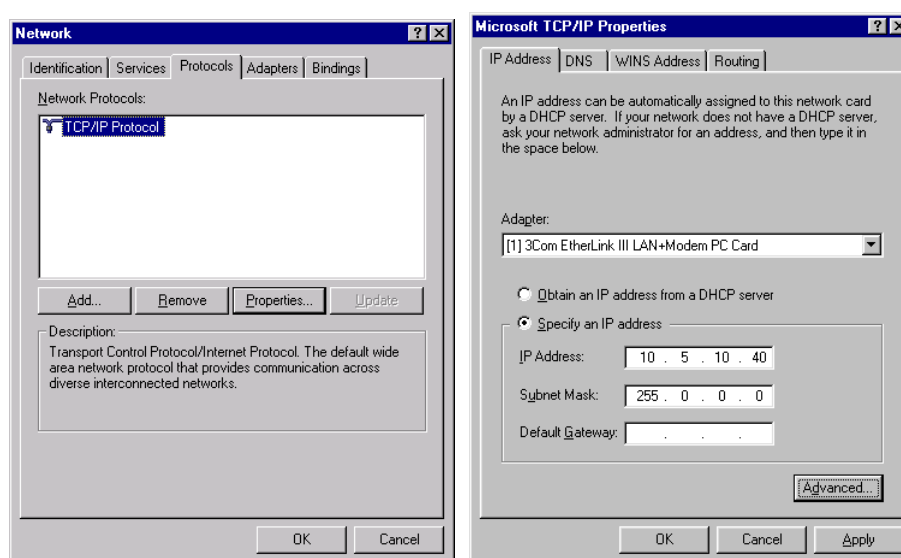 Network
Identification Services Protocols Adapters Bindings
Network Protocols:
TCP/IP Protocol
Add... Remove Properties... Update
Description:
Transport Control Protocol/Internet Protocol. The default wide
area network protocol that provides communication across
diverse interconnected networks.
OK Cancel
Microsoft TCP/IP Properties
IP Address DNS WINS Address Routing
An IP address can be automatically assigned to this network card
by a DHCP server. If your network does not have a DHCP server,
ask your network administrator for an address, and then type it in
the space below.
Adapter:
[1] 3Com EtherLink III LAN+Modem PC Card
Obtain an IP address from a DHCP server
Specify an IP address
IP Address: 10 . 5 . 10 . 40
Subnet Mask: 255 . 0 . 0 . 0
Default Gateway: . . .
Advanced...
OK Cancel Apply